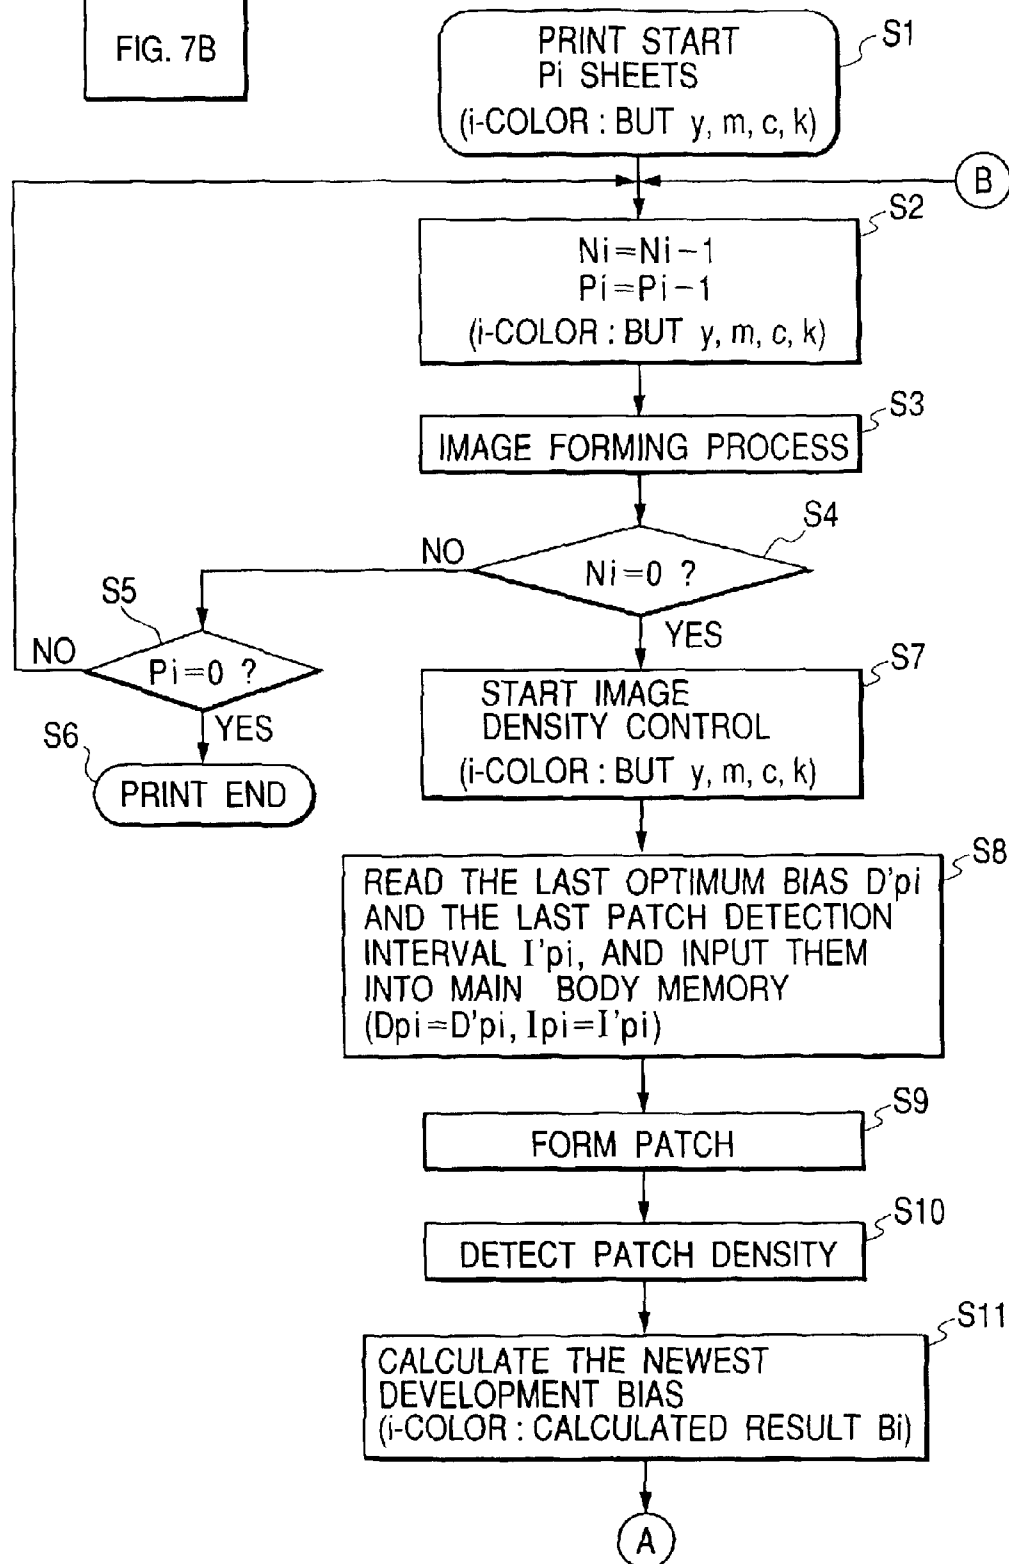 FIG. 7B
PRINT START
Pi SHEETS
(i-COLOR : BUT y, m, c, k)
S1
B
S2
Ni=Ni-1
Pi=Pi-1
(i-COLOR : BUT y, m, c, k)
S3
IMAGE FORMING PROCESS
S4
NO
Ni=0 ?
YES
S5
NO
Pi=0 ?
YES
S6
PRINT END
S7
START IMAGE
DENSITY CONTROL
(i-COLOR : BUT y, m, c, k)
S8
READ THE LAST OPTIMUM BIAS D'pi
AND THE LAST PATCH DETECTION
INTERVAL I'pi, AND INPUT THEM
INTO MAIN BODY MEMORY
(Dpi=D'pi, Ipi=I'pi)
S9
FORM PATCH
S10
DETECT PATCH DENSITY
S11
CALCULATE THE NEWEST
DEVELOPMENT BIAS
(i-COLOR : CALCULATED RESULT Bi)
A